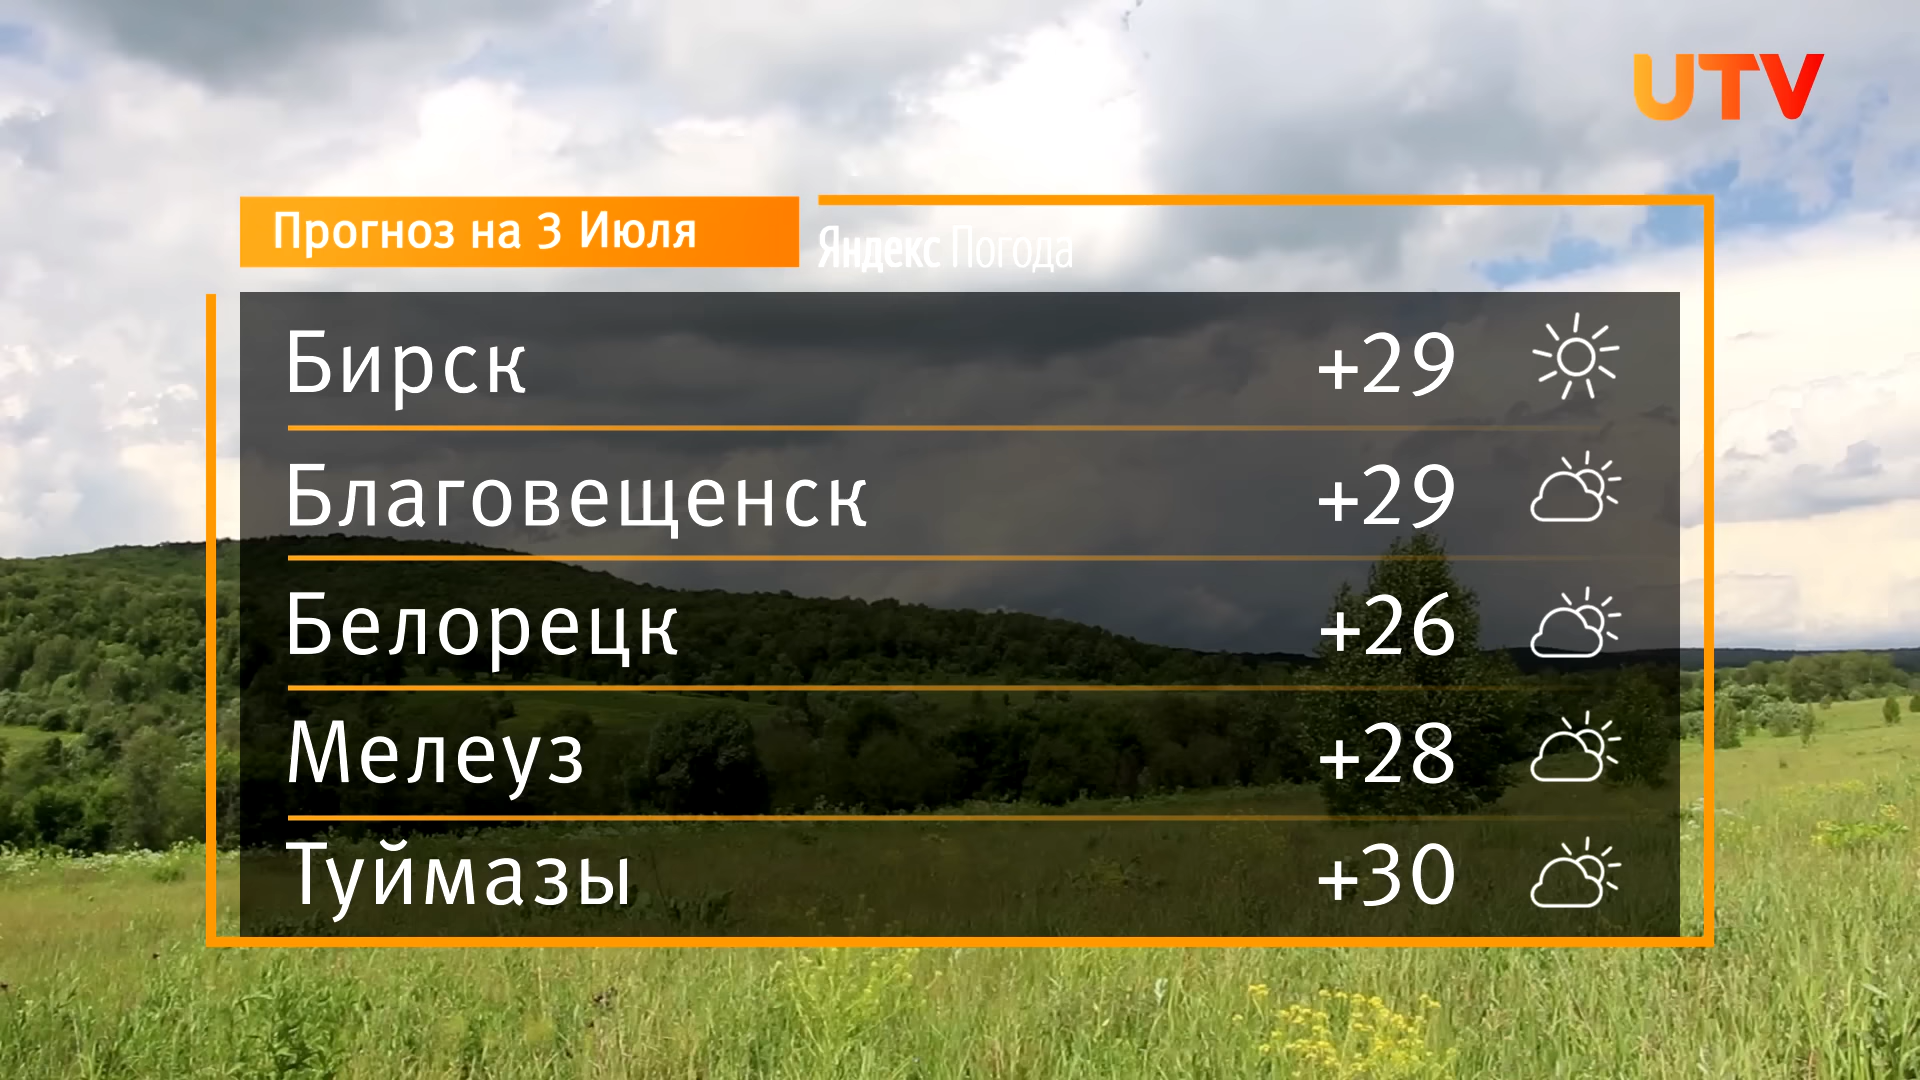 UTV
Прогноз на 3 Июля
Яндекс Погода
Бирск +29
Благовещенск +29
Белорецк +26
Мелеуз +28
Туймазы +30